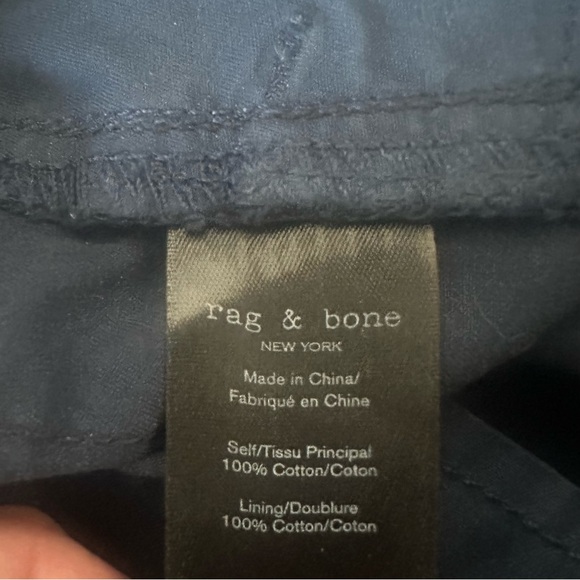 rag & bone
NEW YORK
Made in China/
Fabriqué en Chine
Self/Tissu Principal
100% Cotton/Coton
Lining/Doublure
100% Cotton/Coton